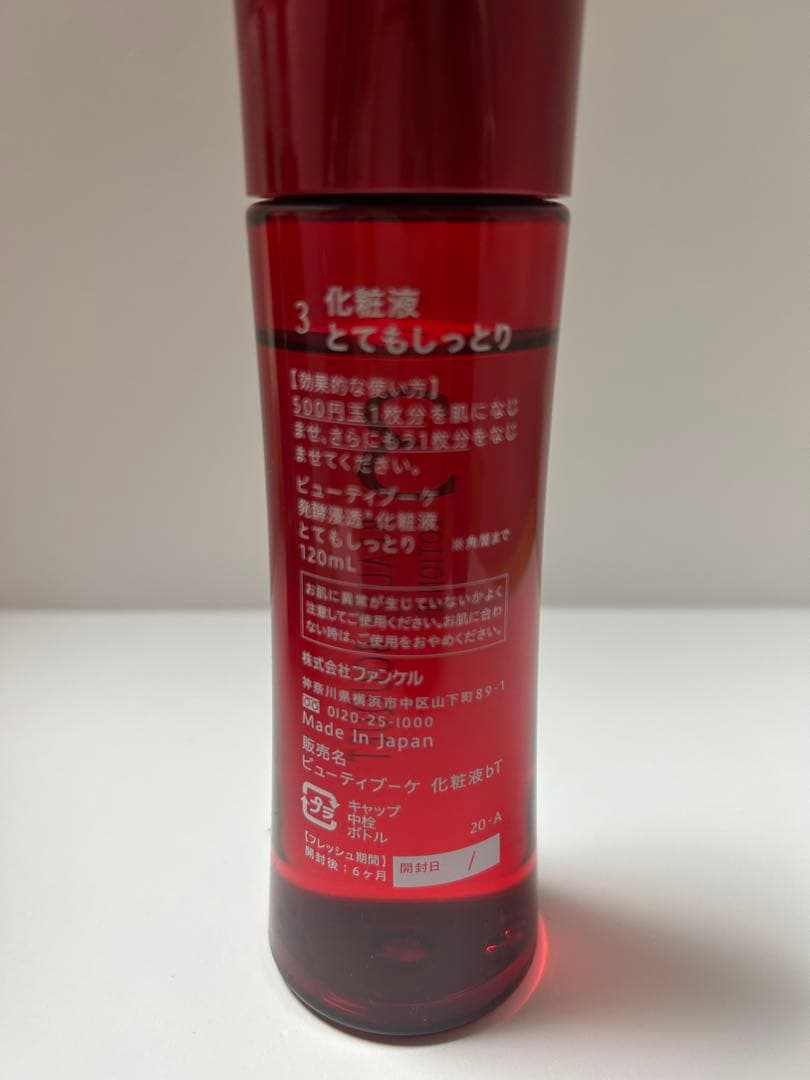 3 化粧液
とてもしっとり
【効果的な使い方】
500円玉1枚分を肌になじ
ませ、さらにもう1枚分をなじ
ませてください。
ビューティブーケ
発酵浸透*化粧液
とてもしっとり ※角層まで
120mL
お肌に異常が生じていないかよく
注意してご使用ください。お肌に合わ
ない時は、ご使用をおやめください。
株式会社ファンケル
神奈川県横浜市中区山下町89-1
0120-25-1000
Made In Japan
販売名
ビューティブーケ 化粧液bT
プラ キャップ
中栓
ボトル
20-A
【フレッシュ期間】
開封後：6ヶ月
開封日 /